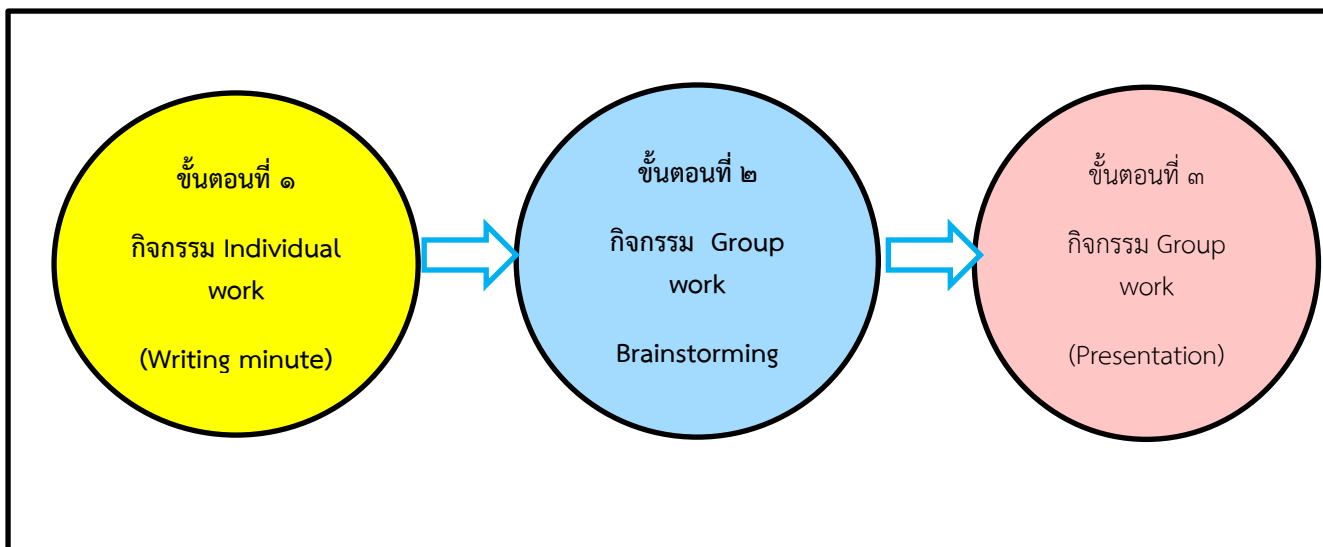 ขั้นตอนที่ ๑
กิจกรรม Individual
work
(Writing minute)
ขั้นตอนที่ ๒
กิจกรรม Group
work
Brainstorming
ขั้นตอนที่ ๓
กิจกรรม Group
work
(Presentation)